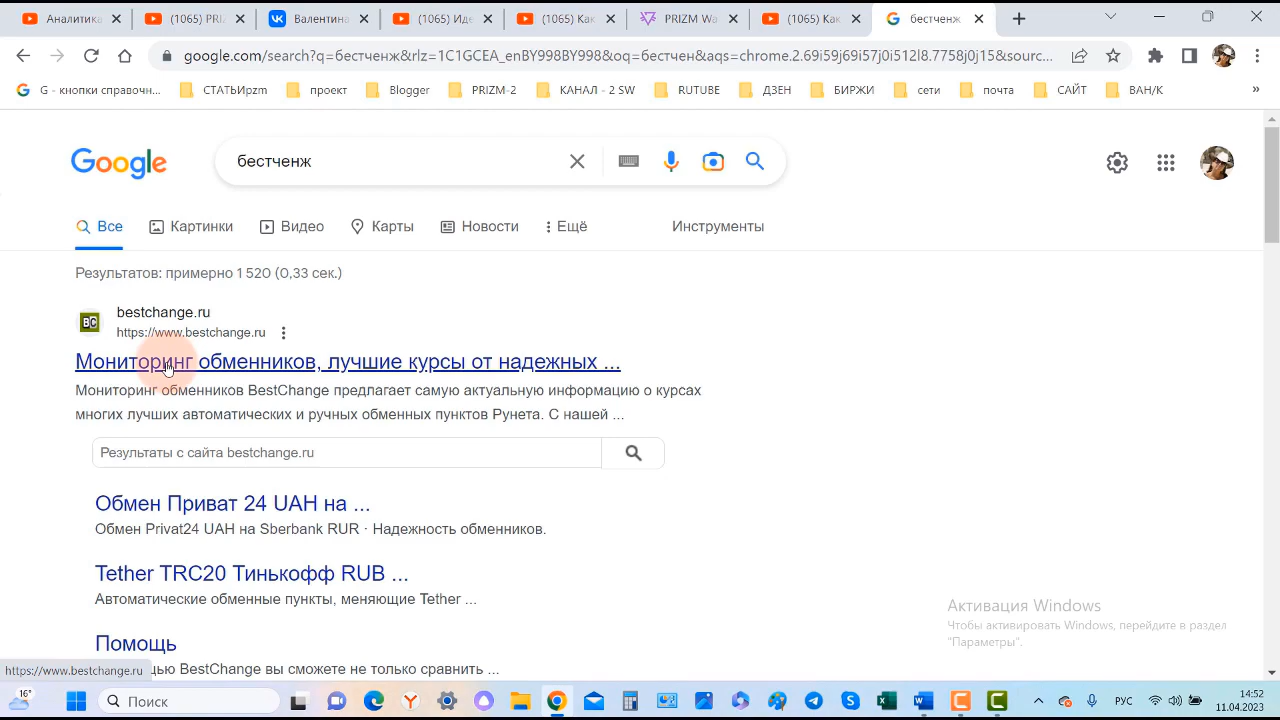 Аналитика
(1065) PRIZ
Валентина
(1065) Иде
(1065) Как
PRIZM Wa
(1065) Как
бестченж
google.com/search?q=бестченж&rlz=1C1GCEA_enBY998BY998&oq=бестчен&aqs=chrome.2.69i59j69i57j0i512l8.7758j0j15&sourc...
G - кнопки справочн...
СТАТЬИpzm
проект
Blogger
PRIZM-2
КАНАЛ - 2 SW
RUTUBE
ДЗЕН
БИРЖИ
сети
почта
САЙТ
ВАН/К
»
Google
бестченж
Все
Картинки
Видео
Карты
Новости
Ещё
Инструменты
Результатов: примерно 1 520 (0,33 сек.)
BC
bestchange.ru
https://www.bestchange.ru
Мониторинг обменников, лучшие курсы от надежных ...
Мониторинг обменников BestChange предлагает самую актуальную информацию о курсах
многих лучших автоматических и ручных обменных пунктов Рунета. С нашей ...
Результаты с сайта bestchange.ru
Обмен Приват 24 UAH на ...
Обмен Privat24 UAH на Sberbank RUR · Надежность обменников.
Tether TRC20 Тинькофф RUB ...
Автоматические обменные пункты, меняющие Tether ...
Помощь
щью BestChange вы сможете не только сравнить ...
https://www.bestchange.ru
Активация Windows
Чтобы активировать Windows, перейдите в раздел
"Параметры".
16°
Поиск
РУС
14:52
11.04.2023